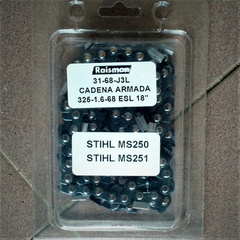 Raisman
31-68-J3L
CADENA ARMADA
325-1.6-68 ESL 18"
STIHL MS250
STIHL MS251